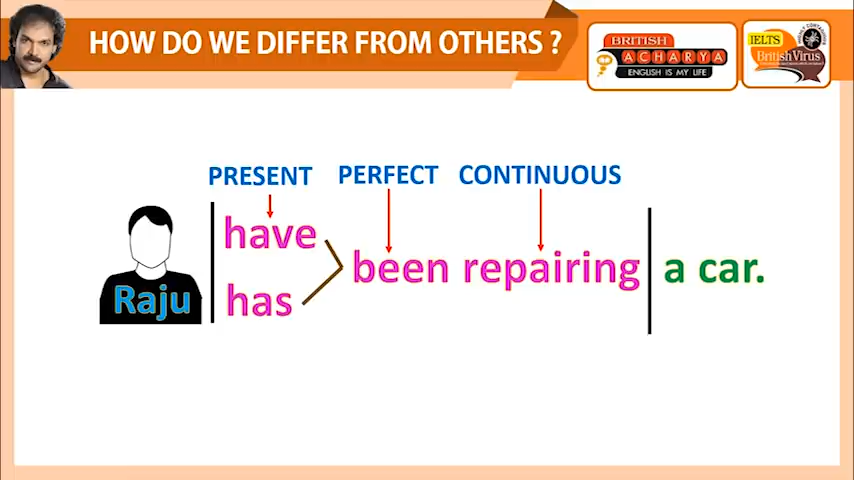 HOW DO WE DIFFER FROM OTHERS ?
BRITISH
ACHARYA
ENGLISH IS MY LIFE
IELTS
BritishVirus
PRESENT PERFECT CONTINUOUS
have
has
been repairing
a car.
Raju